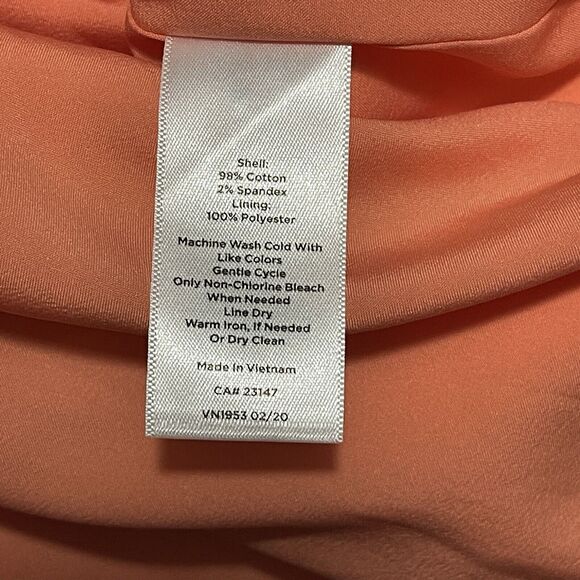 Shell:
98% Cotton
2% Spandex
Lining:
100% Polyester
Machine Wash Cold With
Like Colors
Gentle Cycle
Only Non-Chlorine Bleach
When Needed
Line Dry
Warm Iron, If Needed
Or Dry Clean
Made In Vietnam
CA# 23147
VN1953 02/20